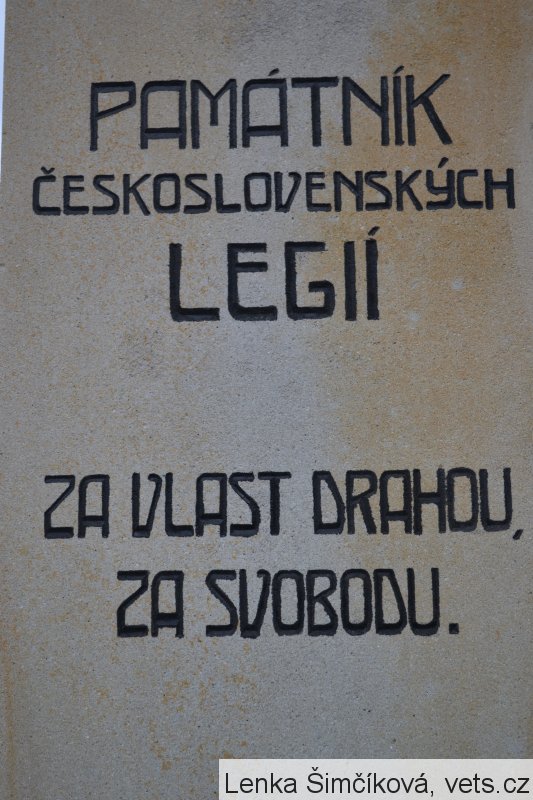 PAMÁTNÍK
ČESKOSLOVENSKÝCH
LEGIÍ
ZA VLAST DRAHOU,
ZA SVOBODU.
Lenka Šimčíková, vets.cz